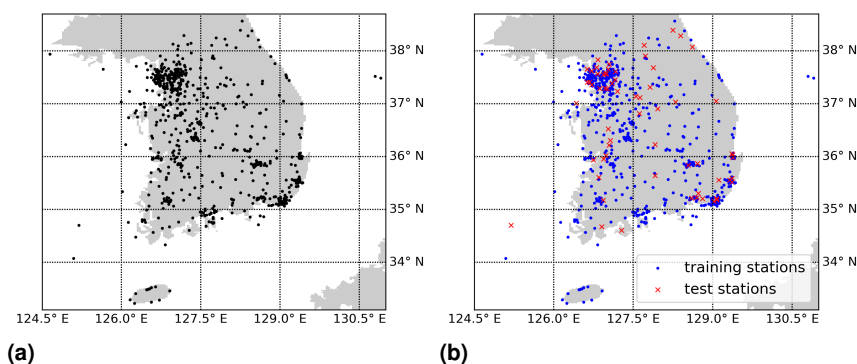 38° N
37° N
36° N
35° N
34° N
124.5° E 126.0° E 127.5° E 129.0° E 130.5° E
(a)
38° N
37° N
36° N
35° N
34° N
training stations
test stations
124.5° E 126.0° E 127.5° E 129.0° E 130.5° E
(b)